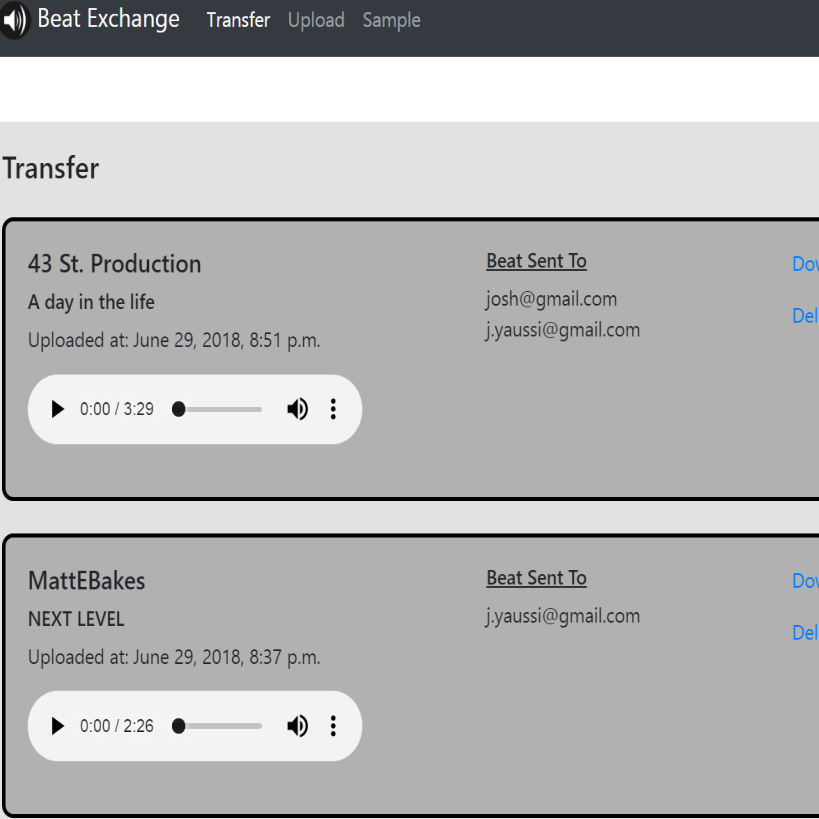 Beat Exchange Transfer Upload Sample
Transfer
43 St. Production
A day in the life
Uploaded at: June 29, 2018, 8:51 p.m.
0:00 / 3:29
Beat Sent To
josh@gmail.com
j.yaussi@gmail.com
Dow
Del
MattEBakes
NEXT LEVEL
Uploaded at: June 29, 2018, 8:37 p.m.
0:00 / 2:26
Beat Sent To
j.yaussi@gmail.com
Dow
Del